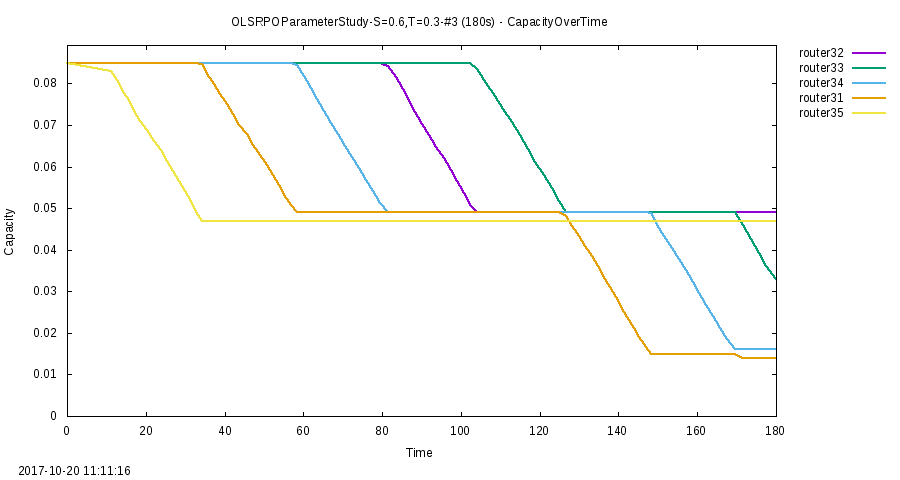 OLSRPOParameterStudy-S=0.6,T=0.3-#3 (180s) - CapacityOverTime
router32
router33
router34
router31
router35
0.08
0.07
0.06
0.05
0.04
0.03
0.02
0.01
0
Capacity
0 20 40 60 80 100 120 140 160 180
Time
2017-10-20 11:11:16